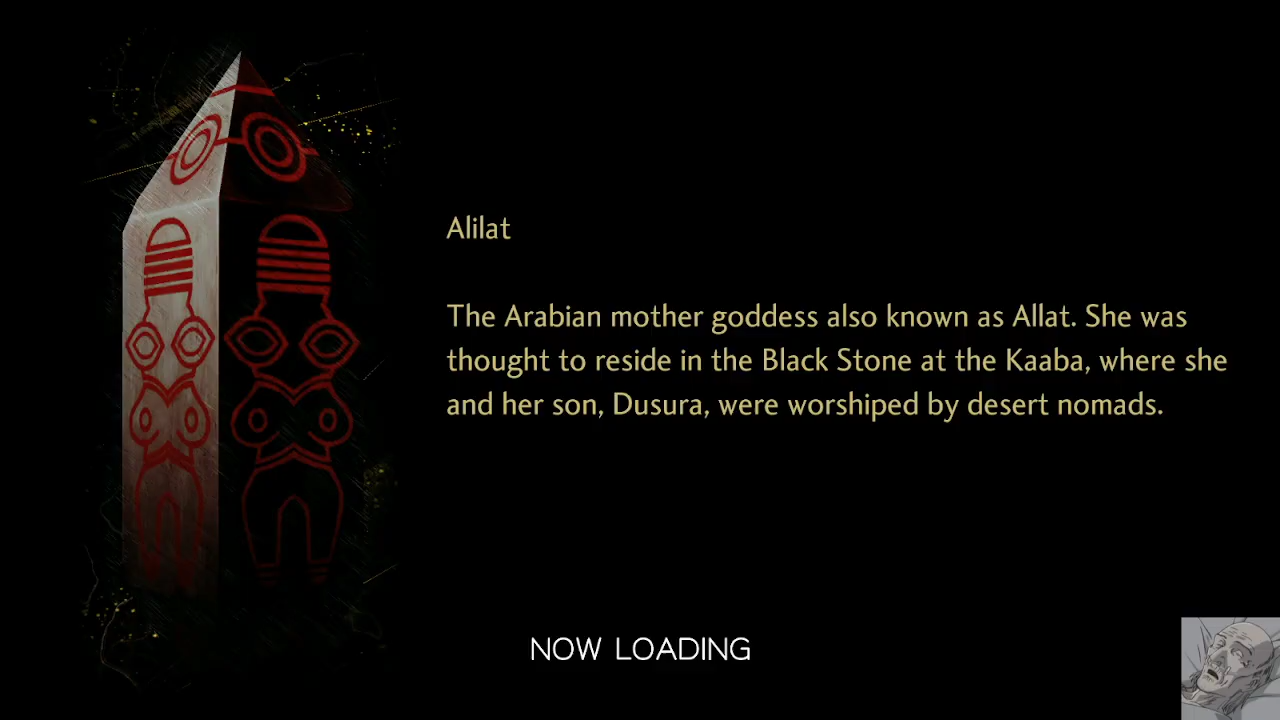 Alilat
The Arabian mother goddess also known as Allat. She was
thought to reside in the Black Stone at the Kaaba, where she
and her son, Dusura, were worshiped by desert nomads.
NOW LOADING